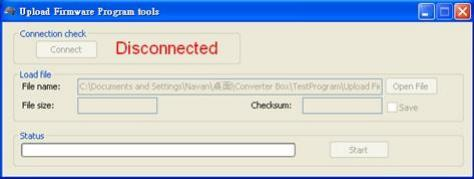 Upload Firmware Program tools
Connection check
Connect Disconnected
Load file
File name: C:\Documents and Settings\Navan\桌面\Converter Box\TestProgram\Upload Fi Open File
File size: Checksum: Save
Status
Start